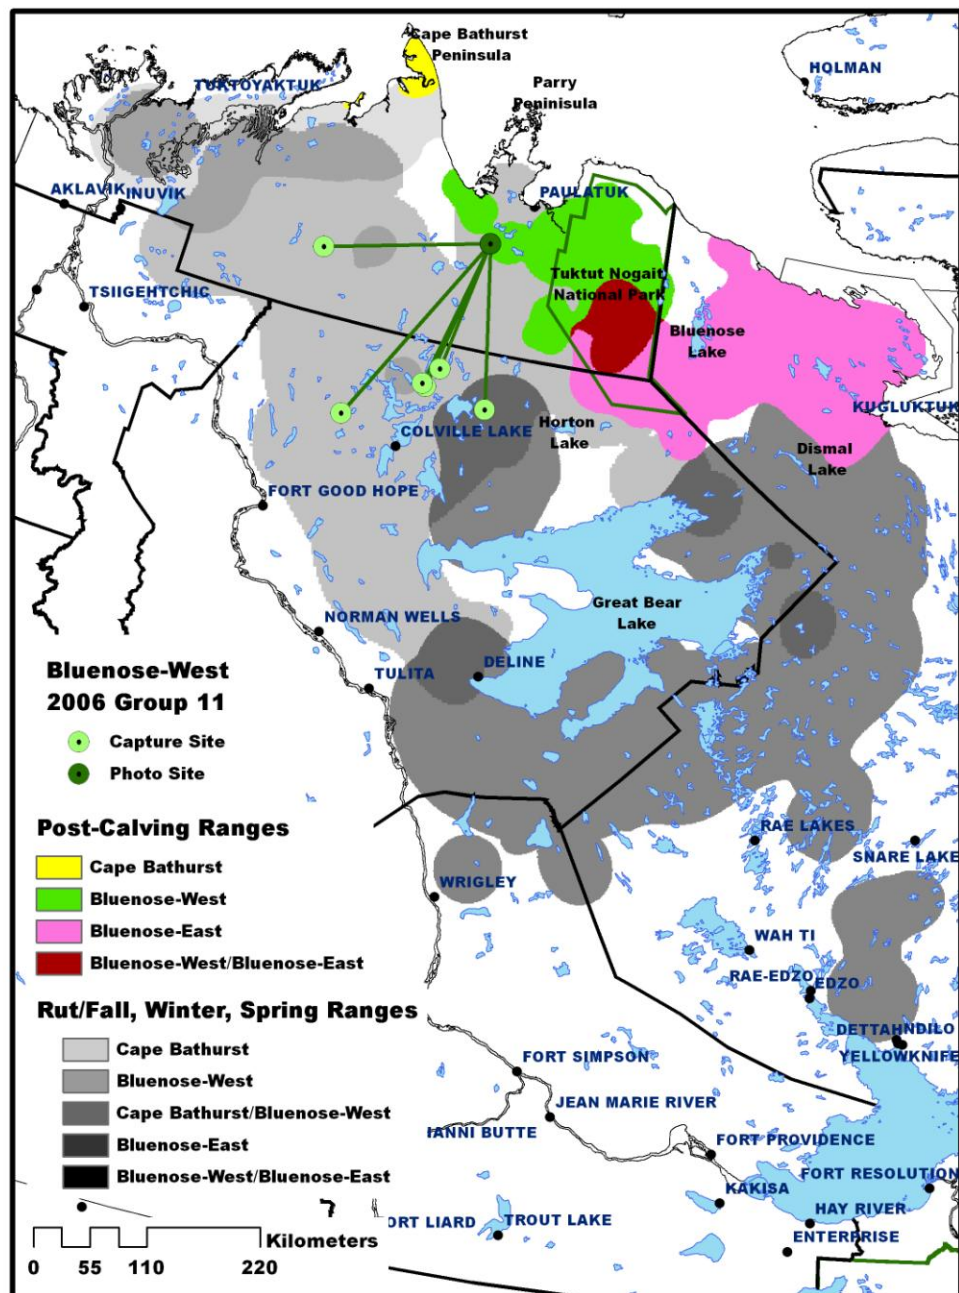 Cape Bathurst
Peninsula
HOLMAN
TUKTOYAKTUK
Parry
Peninisula
AKLAVIK
INUVIK
PAULATUK
TSIIGEHTCHIC
Tuktut Nogait
National Park
Bluenose
Lake
KUGLUKTUK
Horton
Lake
COLVILLE LAKE
Dismal
Lake
FORT GOOD HOPE
Great Bear
Lake
NORMAN WELLS
DELINE
TULITA
Bluenose-West
2006 Group 11
Capture Site
Photo Site
Post-Calving Ranges
Cape Bathurst
Bluenose-West
Bluenose-East
Bluenose-West/Bluenose-East
RAE LAKES
SNARE LAKE
WRIGLEY
WAH TI
RAE-EDZO
EDZO
Rut/Fall, Winter, Spring Ranges
Cape Bathurst
Bluenose-West
Cape Bathurst/Bluenose-West
Bluenose-East
Bluenose-West/Bluenose-East
DETTAH
NDILO
YELLOWKNIFE
FORT SIMPSON
JEAN MARIE RIVER
IANNI BUTTE
FORT PROVIDENCE
FORT RESOLUTION
KAKISA
HAY RIVER
ORT LIARD
TROUT LAKE
ENTERPRISE
Kilometers
0 55 110 220